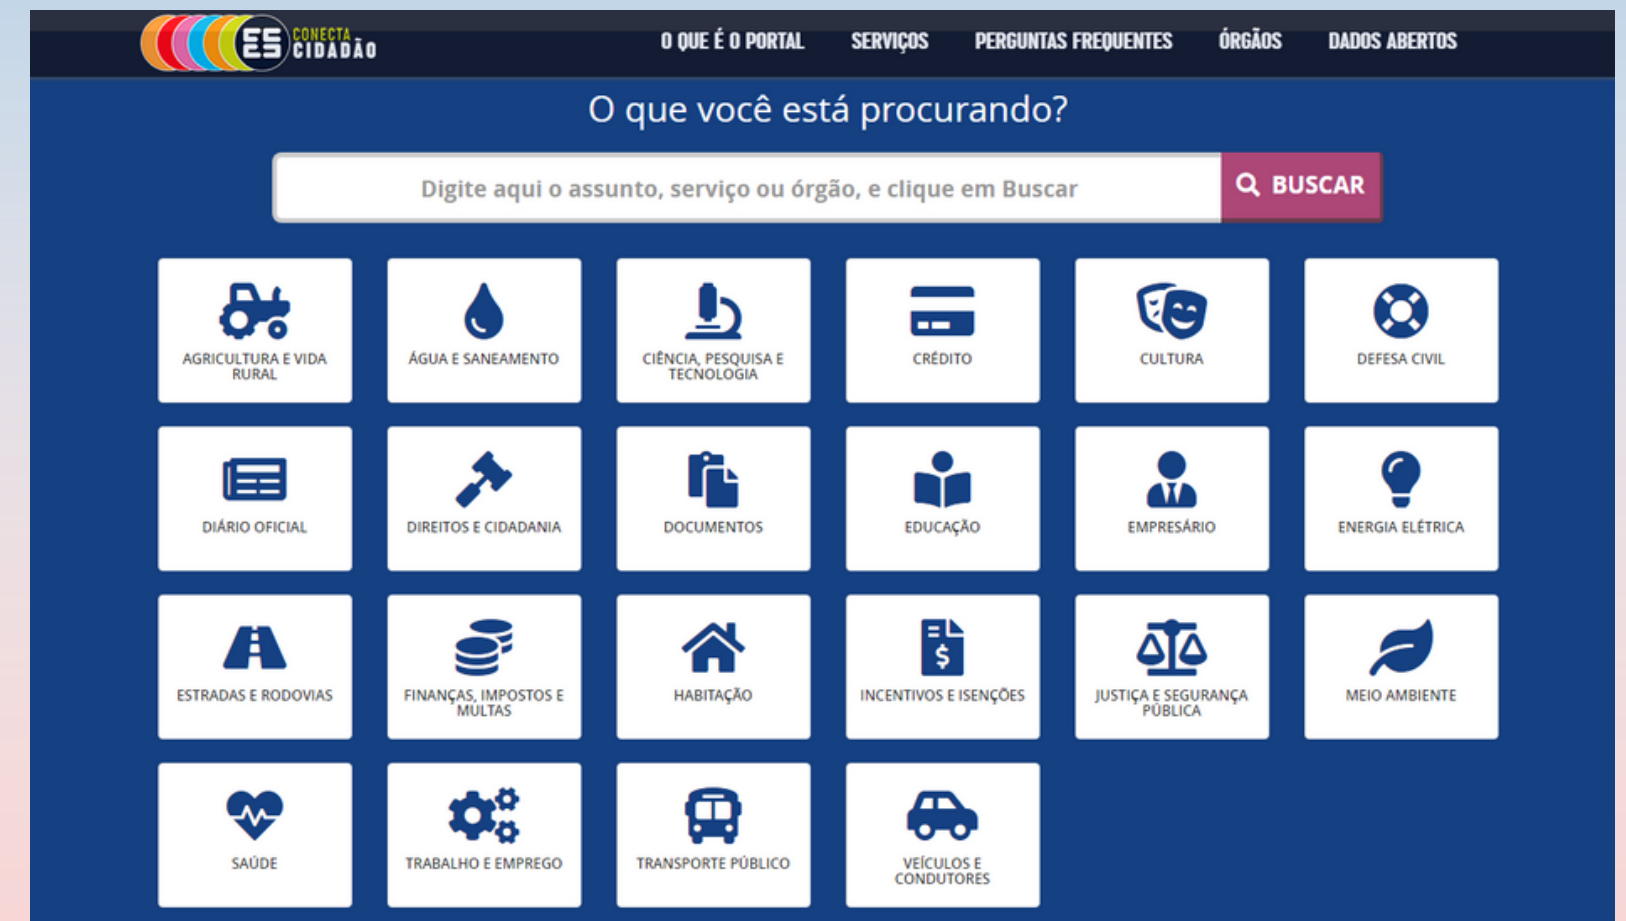 ES CONECTA
CIDADÃO
O QUE É O PORTAL SERVIÇOS PERGUNTAS FREQUENTES ÓRGÃOS DADOS ABERTOS
O que você está procurando?
Digite aqui o assunto, serviço ou órgão, e clique em Buscar
BUSCAR
AGRICULTURA E VIDA
RURAL
ÁGUA E SANEAMENTO
CIÊNCIA, PESQUISA E
TECNOLOGIA
CRÉDITO
CULTURA
DEFESA CIVIL
DIÁRIO OFICIAL
DIREITOS E CIDADANIA
DOCUMENTOS
EDUCAÇÃO
EMPRESÁRIO
ENERGIA ELÉTRICA
ESTRADAS E RODOVIAS
FINANÇAS, IMPOSTOS E
MULTAS
HABITAÇÃO
INCENTIVOS E ISENÇÕES
JUSTIÇA E SEGURANÇA
PÚBLICA
MEIO AMBIENTE
SAÚDE
TRABALHO E EMPREGO
TRANSPORTE PÚBLICO
VEÍCULOS E
CONDUTORES